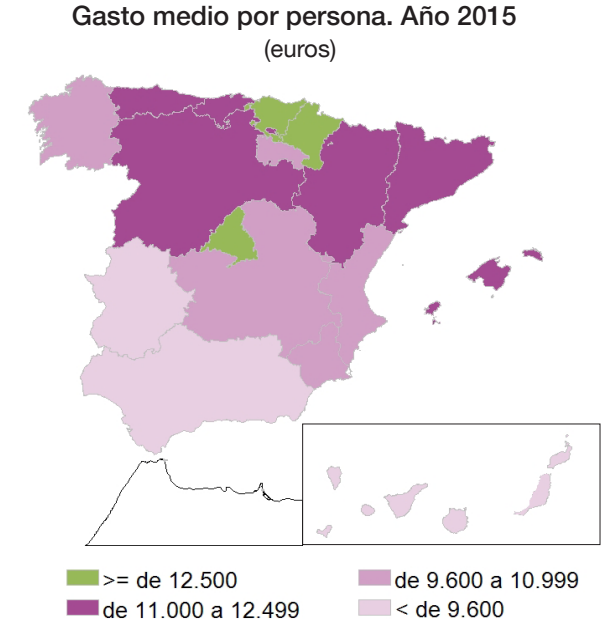 Gasto medio por persona. Año 2015
(euros)
>= de 12.500
de 9.600 a 10.999
de 11.000 a 12.499
< de 9.600